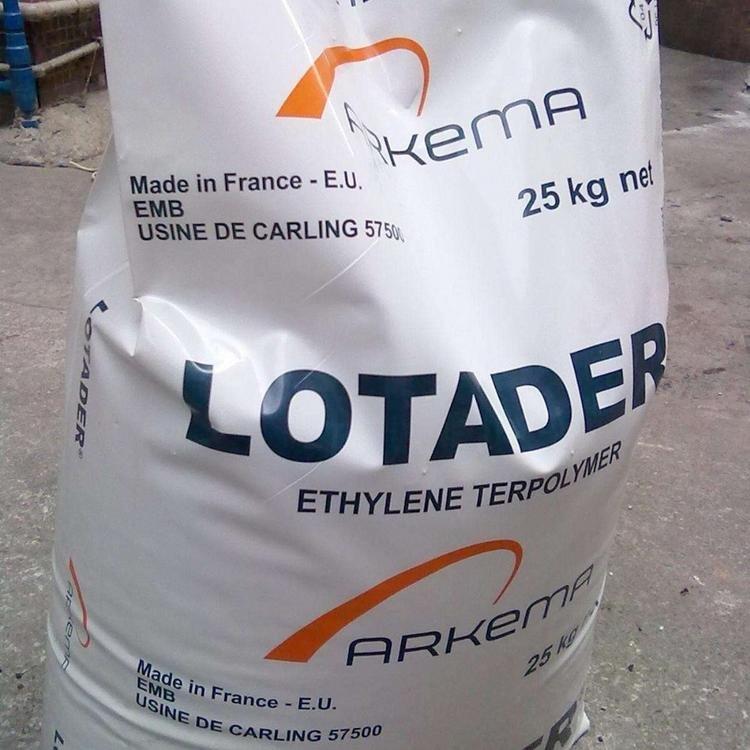 ARKEMA
Made in France - E.U.
EMB
USINE DE CARLING 57500
25 kg net
LOTADER
LOTADER®
ETHYLENE TERPOLYMER
ARKEMA
ARKEMA
25 kg
Made in France - E.U.
EMB
USINE DE CARLING 57500